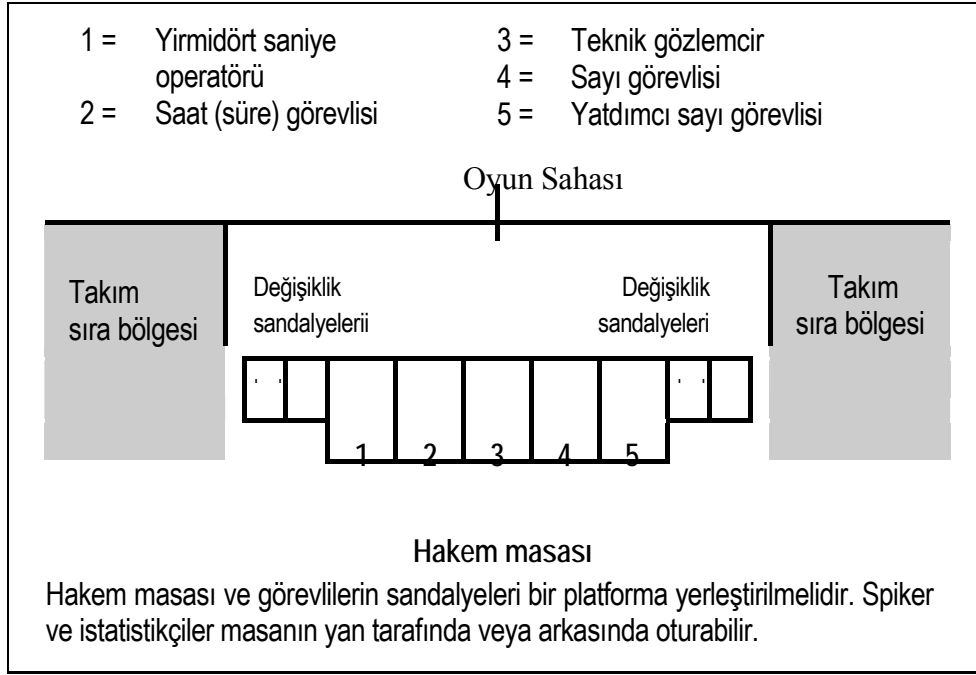 1 = Yirmidört saniye
operatörü
2 = Saat (süre) görevlisi
3 = Teknik gözlemcir
4 = Sayı görevlisi
5 = Yatdımcı sayı görevlisi
Oyun Sahası
Takım
sıra bölgesi
Değişiklik
sandalyelerii
Değişiklik
sandalyeleri
Takım
sıra bölgesi
1 2 3 4 5
Hakem masası
Hakem masası ve görevlilerin sandalyeleri bir platforma yerleştirilmelidir. Spiker
ve istatistikçiler masanın yan tarafında veya arkasında oturabilir.